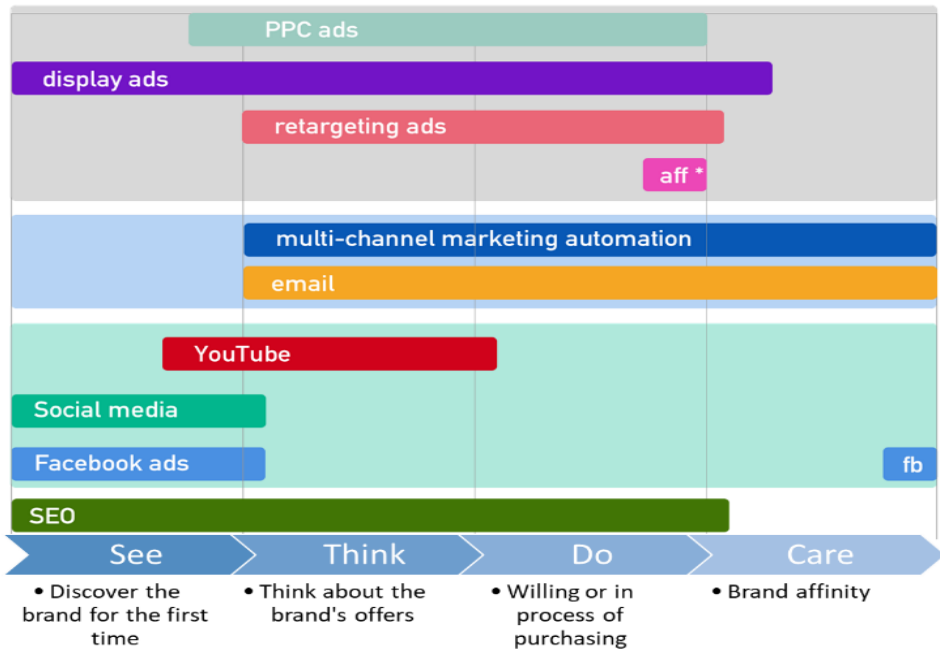 PPC ads
display ads
retargeting ads
aff *
multi-channel marketing automation
email
YouTube
Social media
Facebook ads
fb
SEO
See
Think
Do
Care
• Discover the
brand for the first
time
• Think about the
brand's offers
• Willing or in
process of
purchasing
• Brand affinity